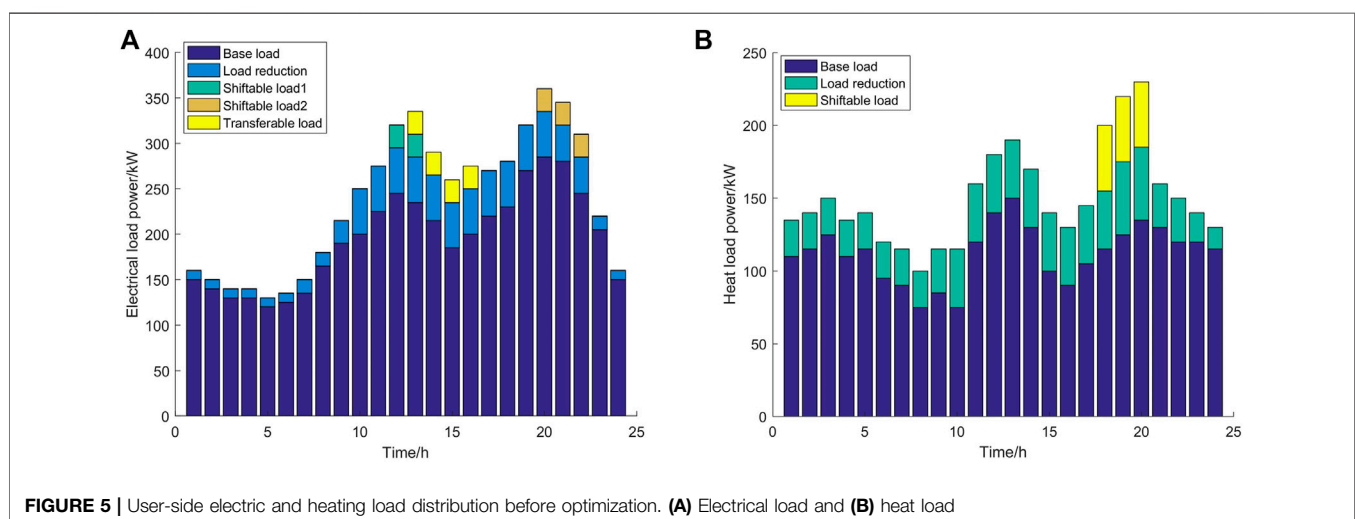 A
400
350
300
250
200
150
100
50
0
Electrical load power/kW
Base load
Load reduction
Shiftable load1
Shiftable load2
Transferable load
0 5 10 15 20 25
Time/h
B
250
200
150
100
50
0
Heat load power/kW
Base load
Load reduction
Shiftable load
0 5 10 15 20 25
Time/h
FIGURE 5 | User-side electric and heating load distribution before optimization. (A) Electrical load and (B) heat load